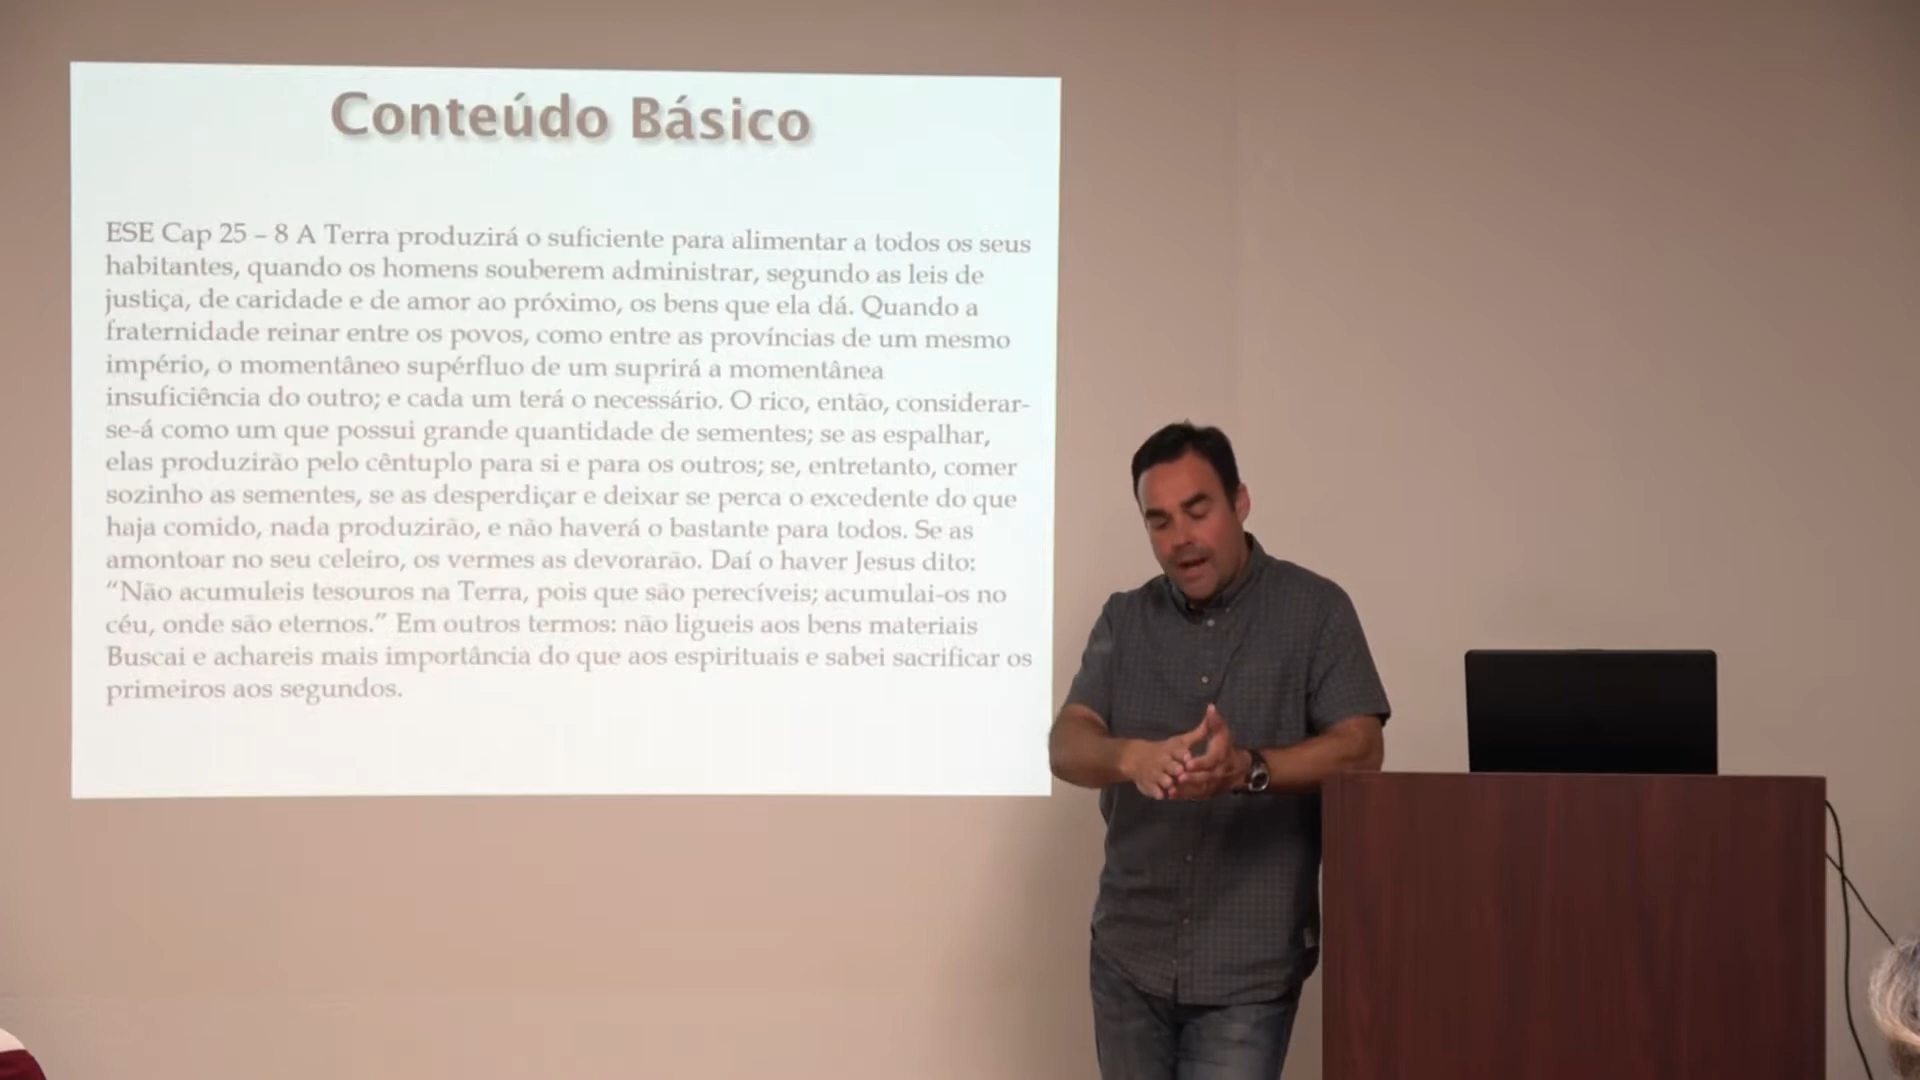 Conteúdo Básico
ESE Cap 25 – 8 A Terra produzirá o suficiente para alimentar a todos os seus
habitantes, quando os homens souberem administrar, segundo as leis de
justiça, de caridade e de amor ao próximo, os bens que ela dá. Quando a
fraternidade reinar entre os povos, como entre as províncias de um mesmo
império, o momentâneo supérfluo de um suprirá a momentânea
insuficiência do outro; e cada um terá o necessário. O rico, então, considerar-
se-á como um que possui grande quantidade de sementes; se as espalhar,
elas produzirão pelo cêntuplo para si e para os outros; se, entretanto, comer
sozinho as sementes, se as desperdiçar e deixar se perca o excedente do que
haja comido, nada produzirão, e não haverá o bastante para todos. Se as
amontoar no seu celeiro, os vermes as devorarão. Daí o haver Jesus dito:
“Não acumuleis tesouros na Terra, pois que são perecíveis; acumulai-os no
céu, onde são eternos.” Em outros termos: não ligueis aos bens materiais
Buscai e achareis mais importância do que aos espirituais e sabei sacrificar os
primeiros aos segundos.